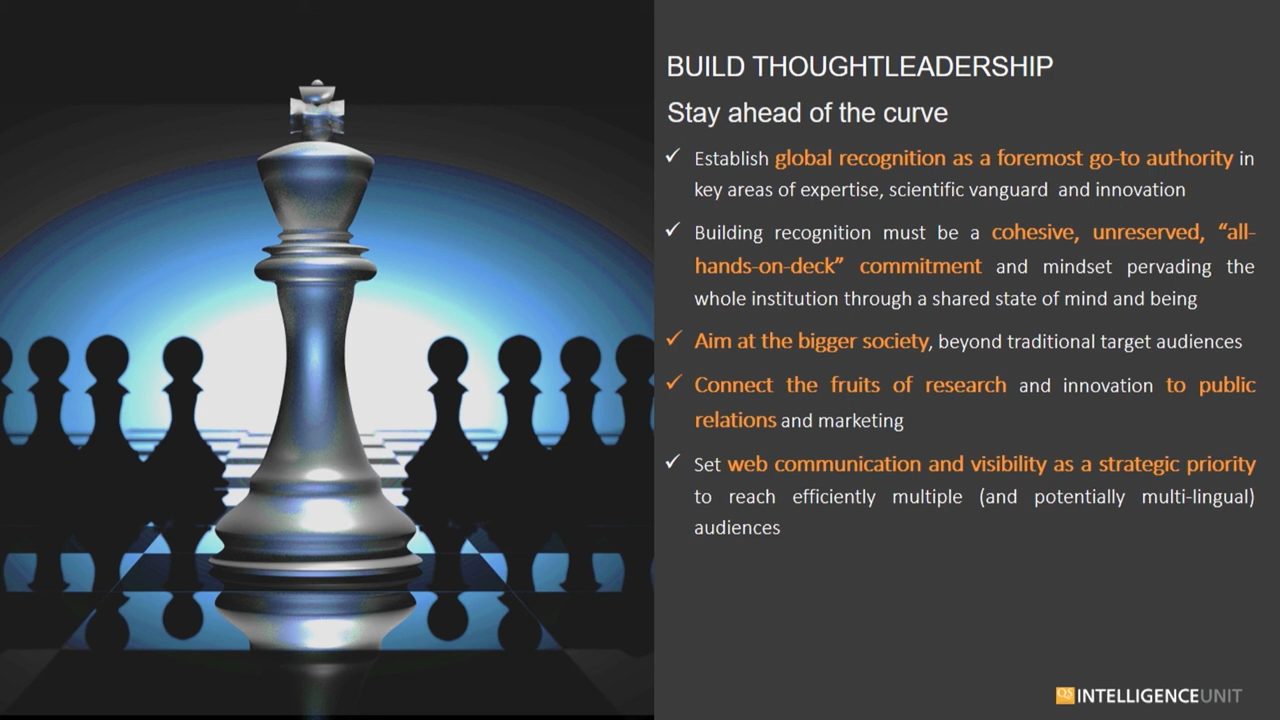 BUILD THOUGHTLEADERSHIP
Stay ahead of the curve
✓ Establish global recognition as a foremost go-to authority in
key areas of expertise, scientific vanguard and innovation
✓ Building recognition must be a cohesive, unreserved, “all-
hands-on-deck” commitment and mindset pervading the
whole institution through a shared state of mind and being
✓ Aim at the bigger society, beyond traditional target audiences
✓ Connect the fruits of research and innovation to public
relations and marketing
✓ Set web communication and visibility as a strategic priority
to reach efficiently multiple (and potentially multi-lingual)
audiences
QS INTELLIGENCEUNIT